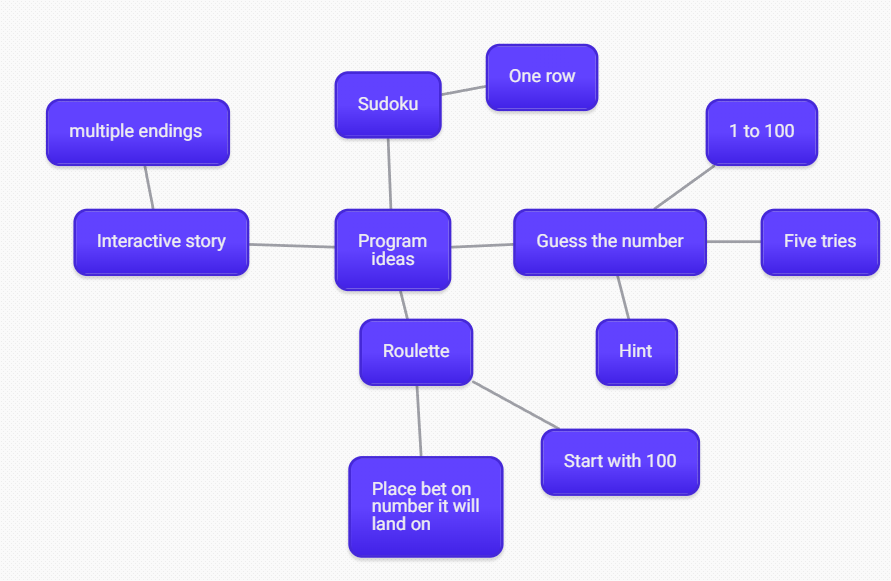 One row
Sudoku
multiple endings
1 to 100
Interactive story
Program
ideas
Guess the number
Five tries
Roulette
Hint
Start with 100
Place bet on
number it will
land on